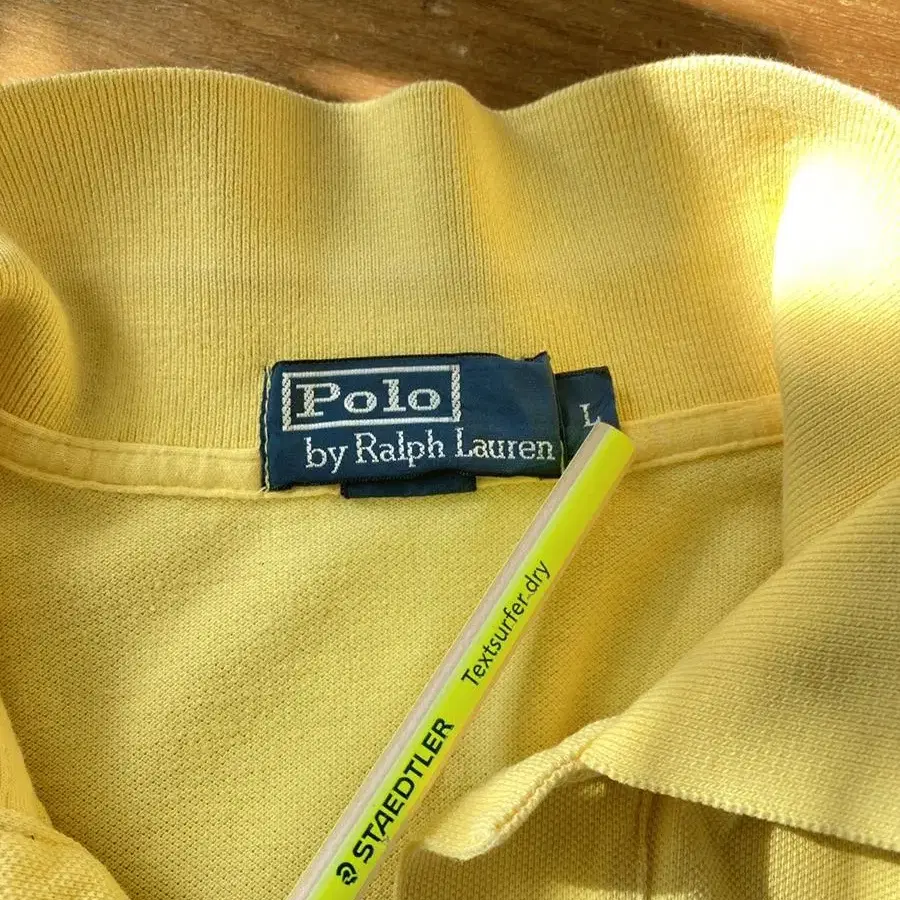 Polo
by Ralph Lauren
L
Textsurfer dry
STAEDTLER